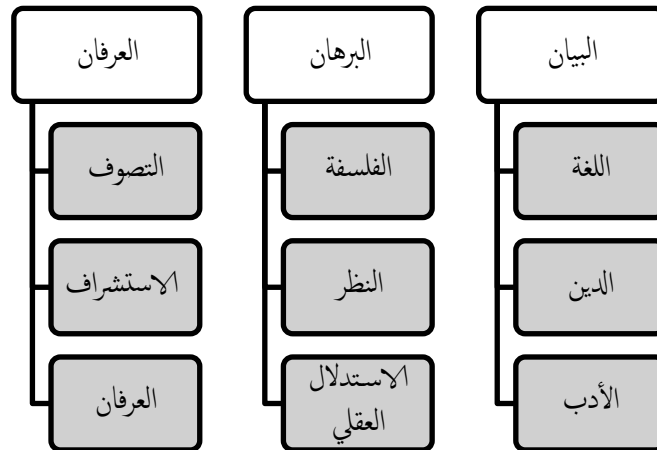 البيان
اللغة
الدين
الأدب
البرهان
الفلسفة
النظر
الاستدلال
العقلي
العرفان
التصوف
الاستشراف
العرفان